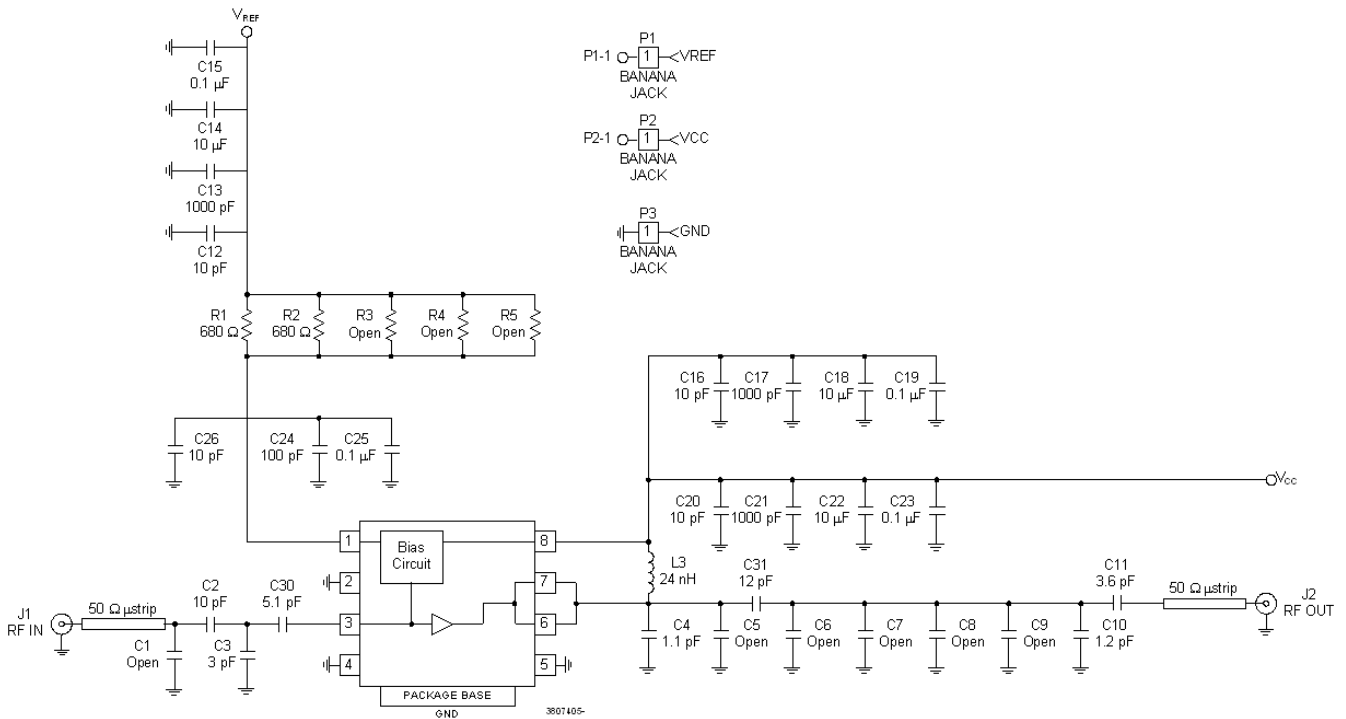 VREF
C15
0.1 µF
C14
10 µF
C13
1000 pF
C12
10 pF
P1
P1-1
1
VREF
BANANA
JACK
P2
P2-1
1
VCC
BANANA
JACK
P3
1
GND
BANANA
JACK
R1
680 Ω
R2
680 Ω
R3
Open
R4
Open
R5
Open
C16
10 pF
C17
1000 pF
C18
10 µF
C19
0.1 µF
C26
10 pF
C24
100 pF
C25
0.1 µF
VCC
C20
10 pF
C21
1000 pF
C22
10 µF
C23
0.1 µF
1
Bias
Circuit
8
2
7
3
6
4
5
PACKAGE BASE
GND
3807405-
L3
24 nH
J1
RF IN
50 Ω µstrip
C1
Open
C2
10 pF
C3
3 pF
C30
5.1 pF
C31
12 pF
C4
1.1 pF
C5
Open
C6
Open
C7
Open
C8
Open
C9
Open
C10
1.2 pF
C11
3.6 pF
50 Ω µstrip
J2
RF OUT